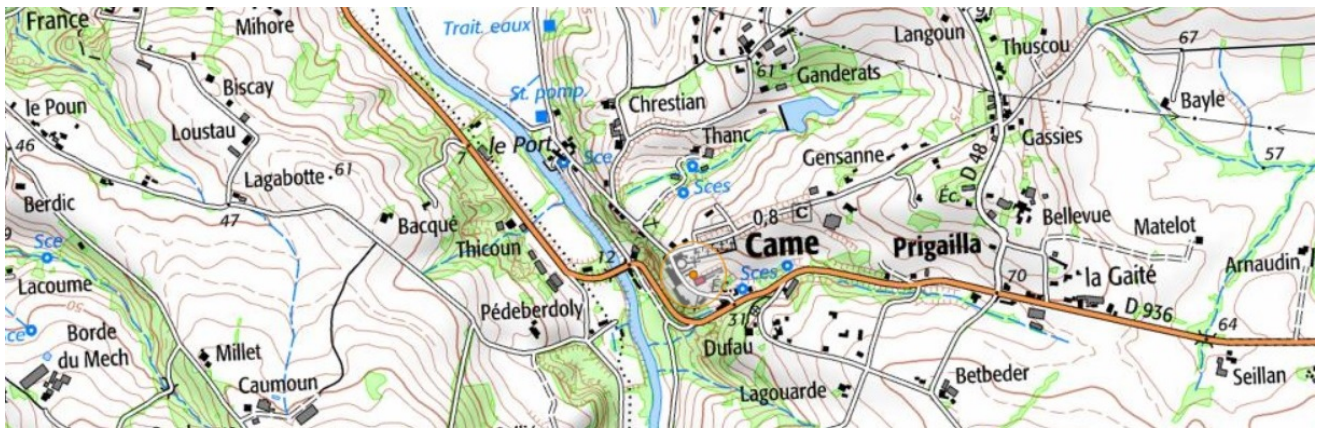 France
Mihore
Trait. eaux
Langoun
67
Thuscou
61
Ganderats
Biscay
le Poun
St. pomp.
Chrestian
Bayle
Loustau
Thanc
75
Gassies
46
7
le Port
Sce
Gensanne
57
Lagabotte
61
Sces
D 48
Berdic
47
Éc.
Bacqué
0,8
C
Bellevue
Matelot
Sce
Thicoun
12
Came
Prigailla
Lacoume
Sces
la Gaité
Arnaudin
50
Éc.
70
Pédeberdoly
31
D 936
64
Borde
du Mech
Millet
Dufau
Caumoun
Lagouarde
Betbeder
Seillan